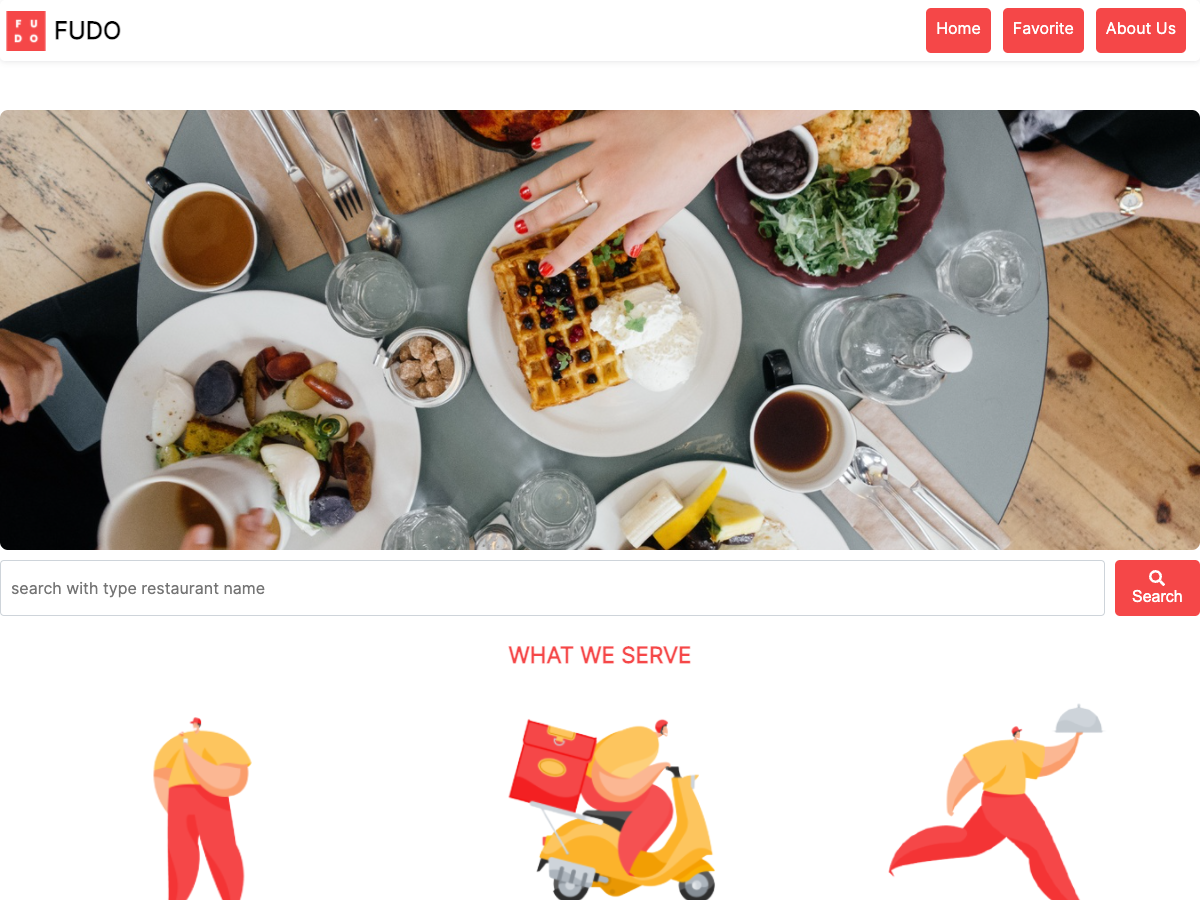 F U
D O
FUDO
Home
Favorite
About Us
search with type restaurant name
Search
WHAT WE SERVE